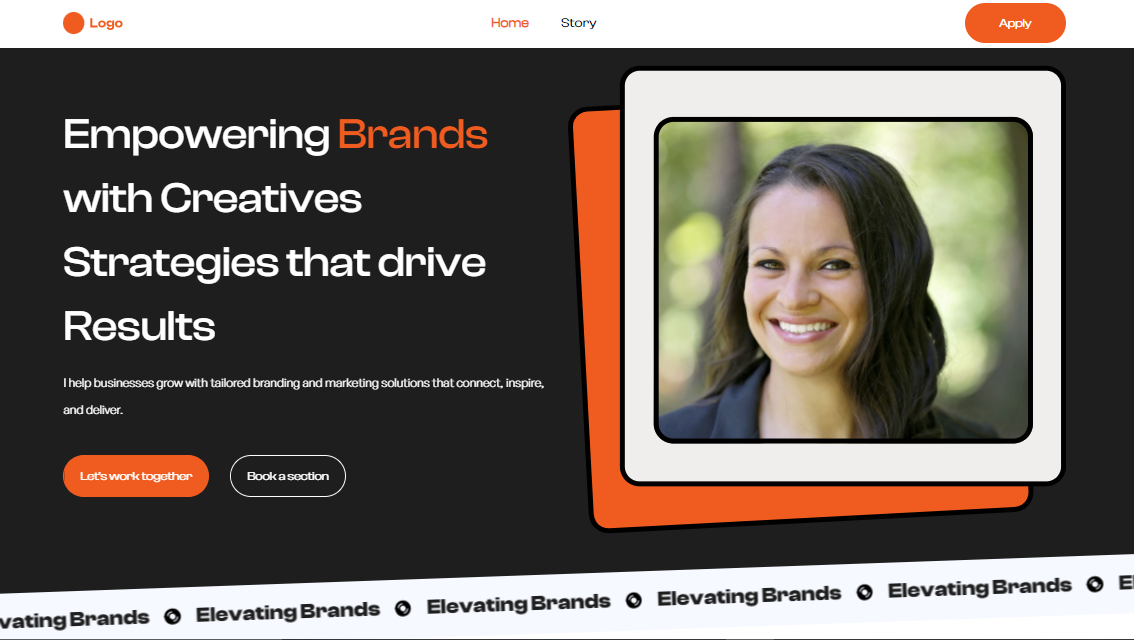 Logo
Home
Story
Apply
Empowering Brands
with Creatives
Strategies that drive
Results
I help businesses grow with tailored branding and marketing solutions that connect, inspire,
and deliver.
Let's work together
Book a section
vating Brands Elevating Brands Elevating Brands Elevating Brands Elevating Brands El